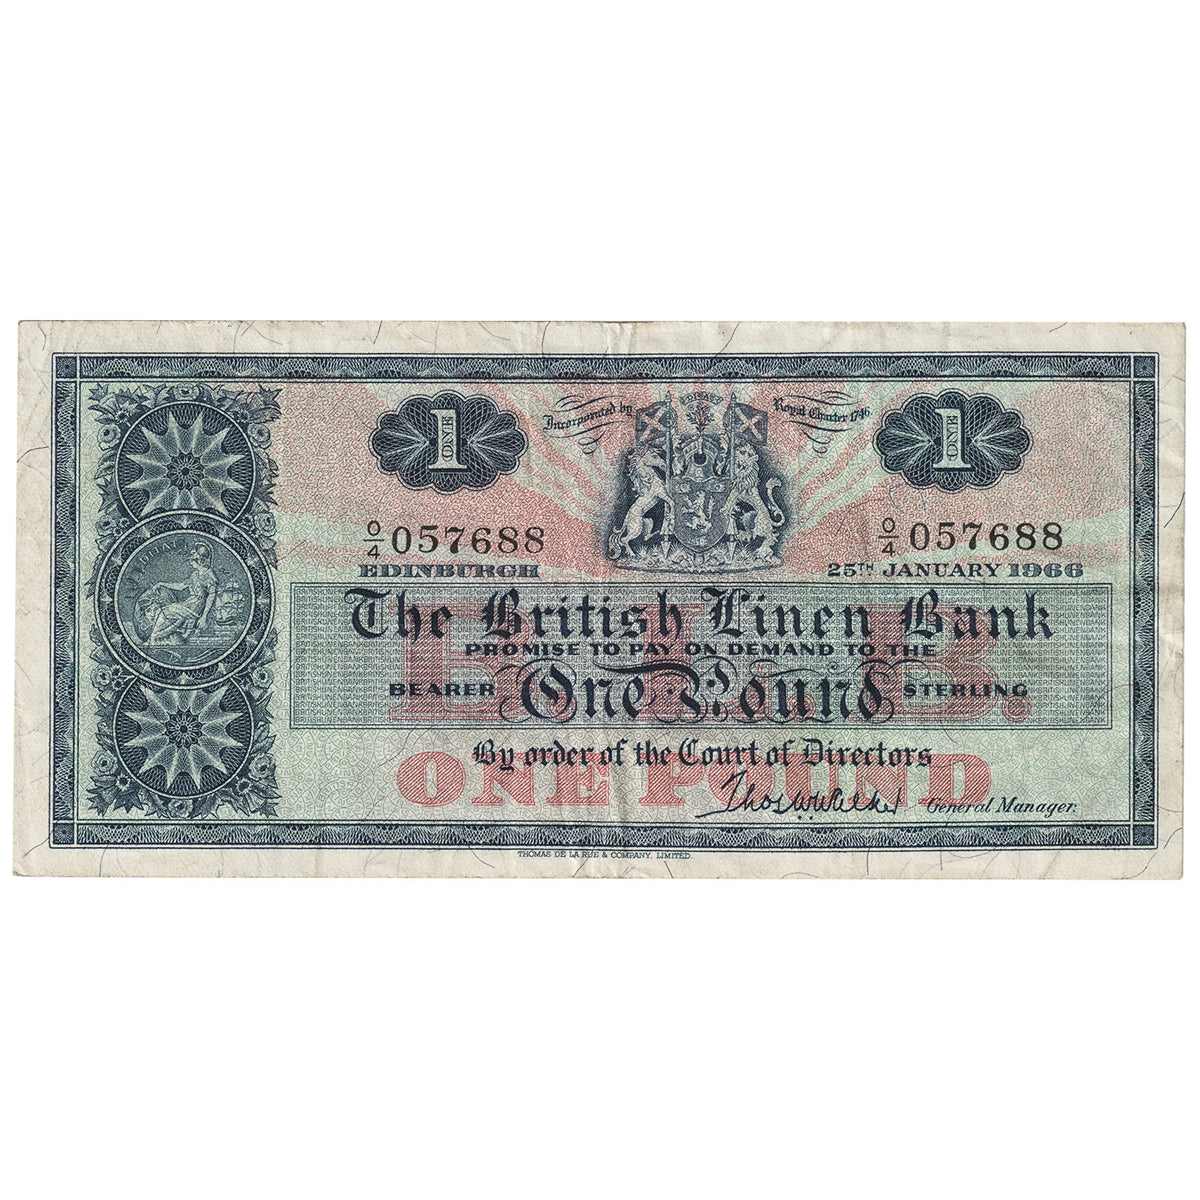 1 ONE
Incorporated by Royal Charter 1746
1 ONE
O/4 057688
O/4 057688
EDINBURGH
25TH JANUARY 1966
The British Linen Bank
PROMISE TO PAY ON DEMAND TO THE
BEARER One Pound STERLING
B.L.B.
By order of the Court of Directors
ONE POUND
General Manager.
THOMAS DE LA RUE & COMPANY, LIMITED.